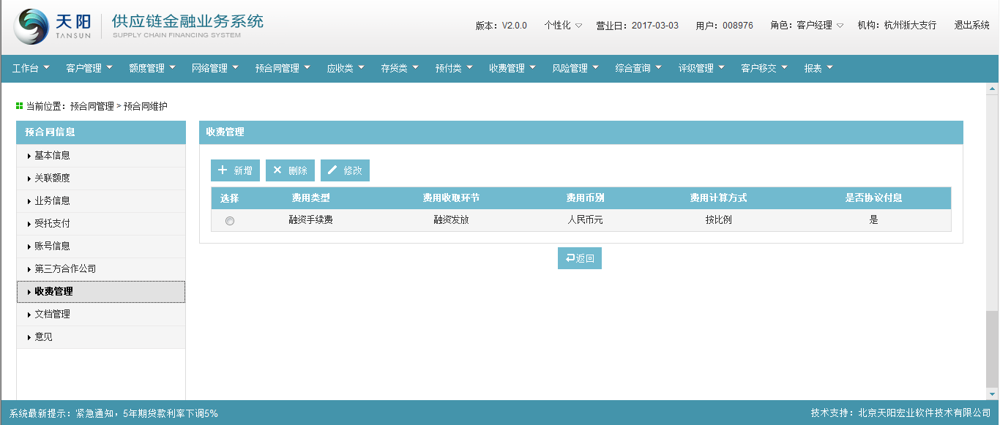 天阳
TANSUN
供应链金融业务系统
SUPPLY CHAIN FINANCING SYSTEM
版本：V2.0.0 个性化 营业日：2017-03-03 用户：008976 角色：客户经理 机构：杭州浙大支行 退出系统
工作台 客户管理 额度管理 网络管理 预合同管理 应收类 存货类 预付类 收费管理 风险管理 综合查询 评级管理 客户移交 报表
当前位置：预合同管理 > 预合同维护
预合同信息
基本信息
关联额度
业务信息
受托支付
账号信息
第三方合作公司
收费管理
文档管理
意见
收费管理
新增 删除 修改
选择 费用类型 费用收取环节 费用币别 费用计算方式 是否协议付息
融资手续费 融资发放 人民币元 按比例 是
返回
系统最新提示：紧急通知，5年期贷款利率下调5%
技术支持：北京天阳宏业软件技术有限公司